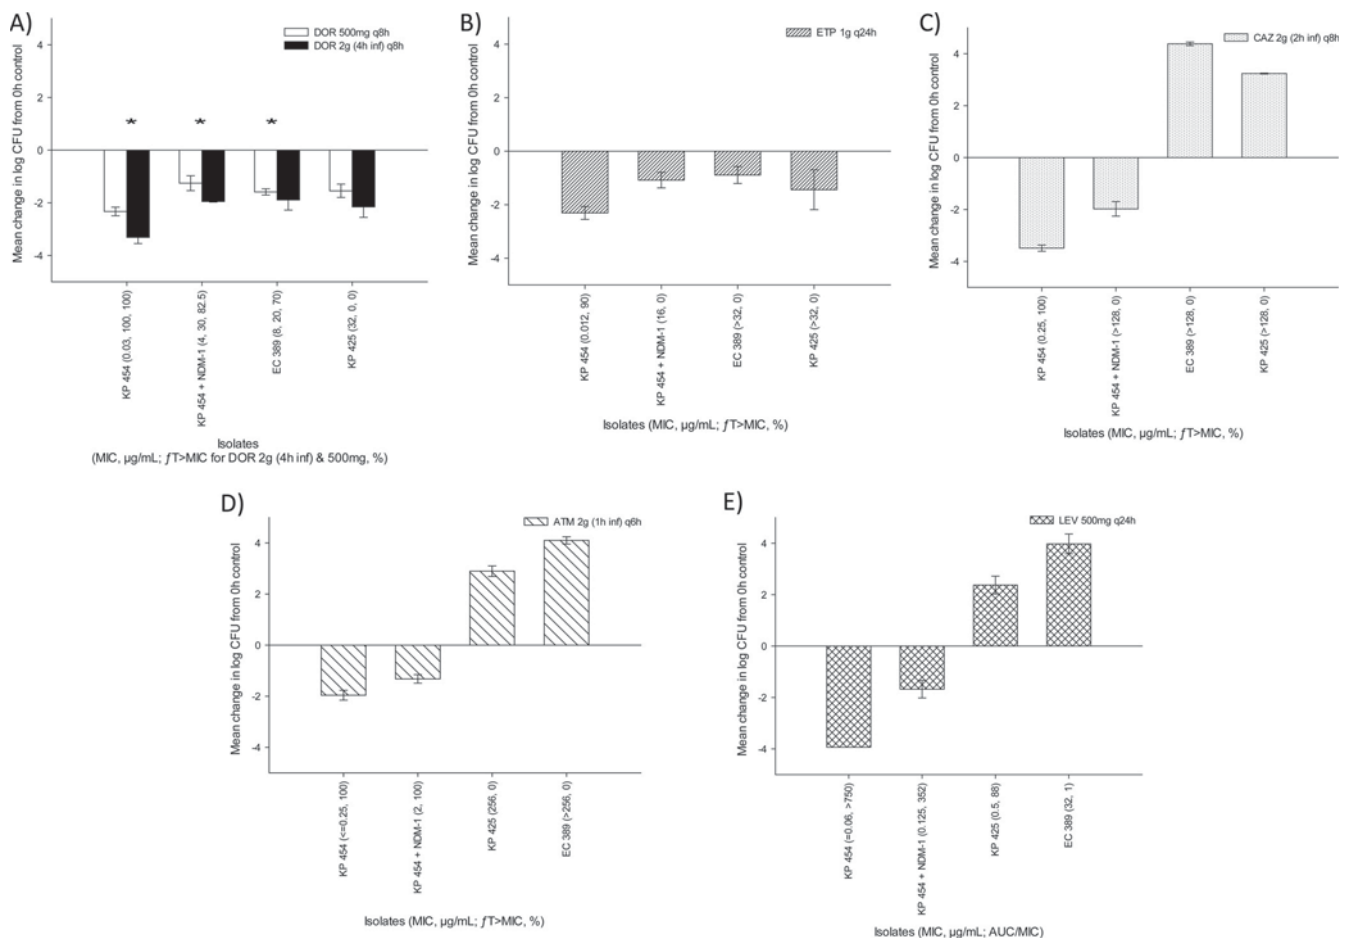 A)
DOR 500mg q8h
DOR 2g (4h inf) q8h
Mean change in log CFU from 0h control
4
2
0
-2
-4
* * *
KP 454 (0.03, 100, 100)
KP 454 + NDM-1 (4, 30, 82.5)
EC 389 (8, 20, 70)
KP 425 (32, 0, 0)
Isolates
(MIC, µg/mL; ƒT>MIC for DOR 2g (4h inf) & 500mg, %)
B)
ETP 1g q24h
Mean change in log CFU from 0h control
4
2
0
-2
-4
KP 454 (0.012, 90)
KP 454 + NDM-1 (16, 0)
EC 389 (>32, 0)
KP 425 (>32, 0)
Isolates (MIC, µg/mL; ƒT>MIC, %)
C)
CAZ 2g (2h inf) q8h
Mean change in log CFU from 0h control
4
2
0
-2
-4
KP 454 (0.25, 100)
KP 454 + NDM-1 (>128, 0)
EC 389 (>128, 0)
KP 425 (>128, 0)
Isolates (MIC, µg/mL; ƒT>MIC, %)
D)
ATM 2g (1h inf) q6h
Mean change in log CFU from 0h control
4
2
0
-2
-4
KP 454 (<=0.25, 100)
KP 454 + NDM-1 (2, 100)
KP 425 (256, 0)
EC 389 (>256, 0)
Isolates (MIC, µg/mL; ƒT>MIC, %)
E)
LEV 500mg q24h
Mean change in log CFU from 0h control
4
2
0
-2
-4
KP 454 (=0.06, >750)
KP 454 + NDM-1 (0.125, 352)
KP 425 (0.5, 88)
EC 389 (32, 1)
Isolates (MIC, µg/mL; AUC/MIC)